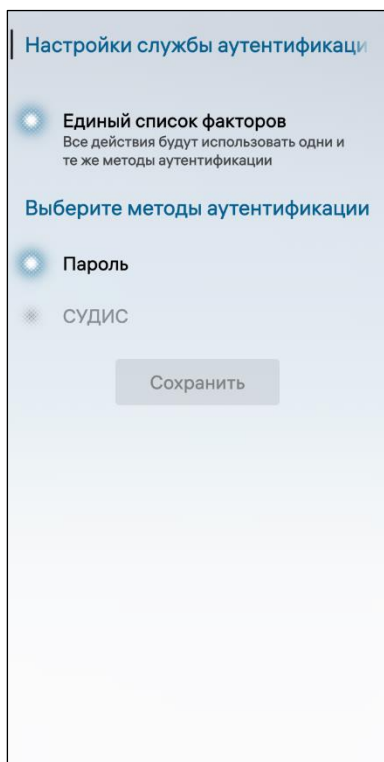 Настройки службы аутентификаци
Единый список факторов
Все действия будут использовать одни и
те же методы аутентификации
Выберите методы аутентификации
Пароль
СУДИС
Сохранить